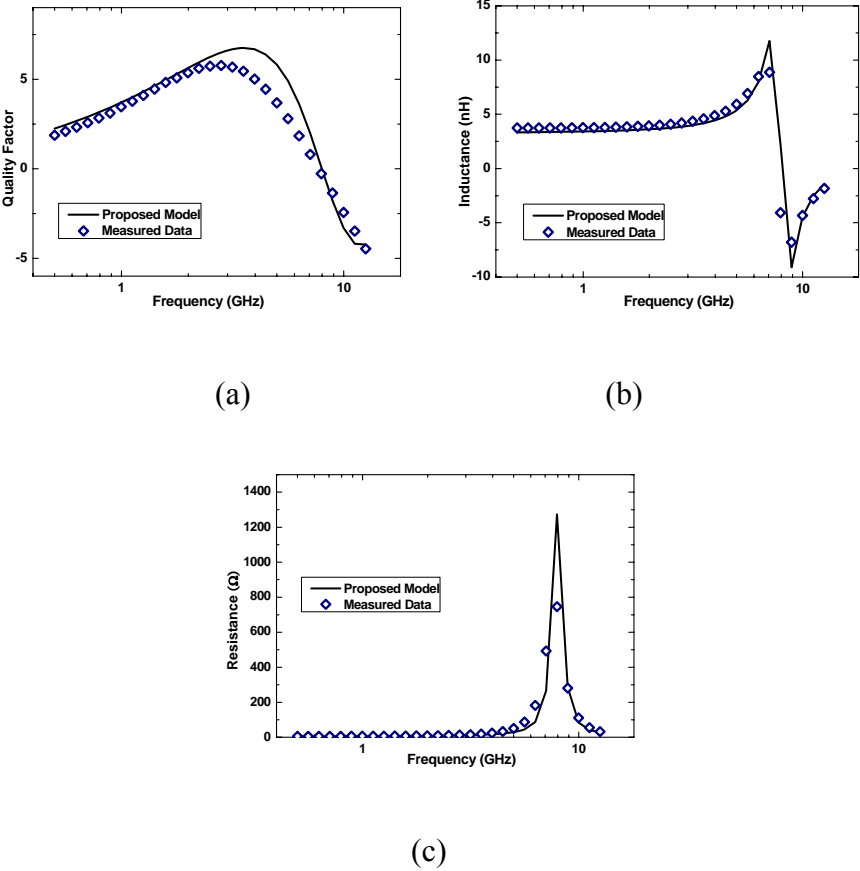 5
0
-5
Quality Factor
Proposed Model
Measured Data
1
10
Frequency (GHz)
(a)
15
10
5
0
-5
-10
Inductance (nH)
Proposed Model
Measured Data
1
10
Frequency (GHz)
(b)
1400
1200
1000
800
600
400
200
0
Resistance (Ω)
Proposed Model
Measured Data
1
10
Frequency (GHz)
(c)